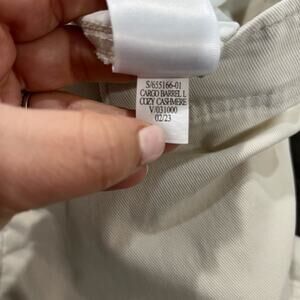 S/655166-01
CARGO BARREL L
COZY CASHMERE
V/031000
02/23